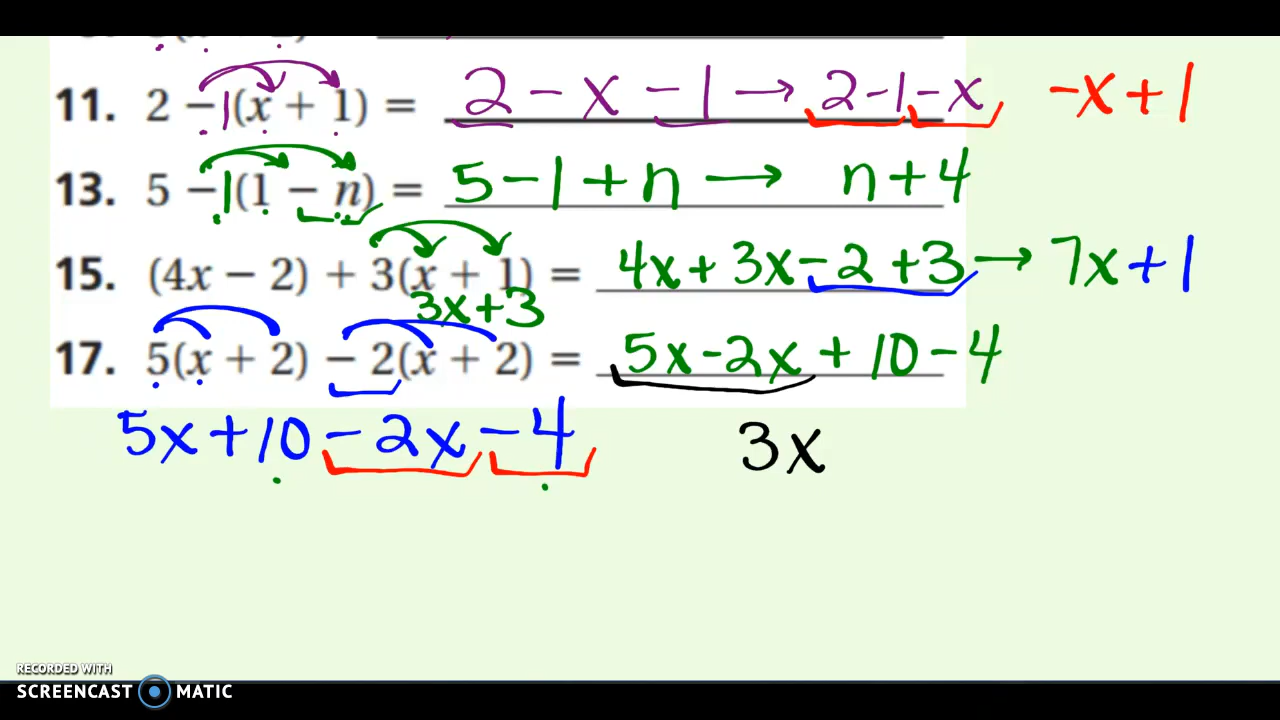 11. 2 -1(x + 1) = 2 - x - 1 → 2-1-x -x+1
13. 5 -1(1 - n) = 5-1+n → n+4
15. (4x - 2) + 3(x + 1) = 4x+3x-2+3 → 7x+1
3x+3
17. 5(x + 2) - 2(x + 2) = 5x-2x+10-4
5x+10-2x-4 3x
RECORDED WITH
SCREENCAST MATIC